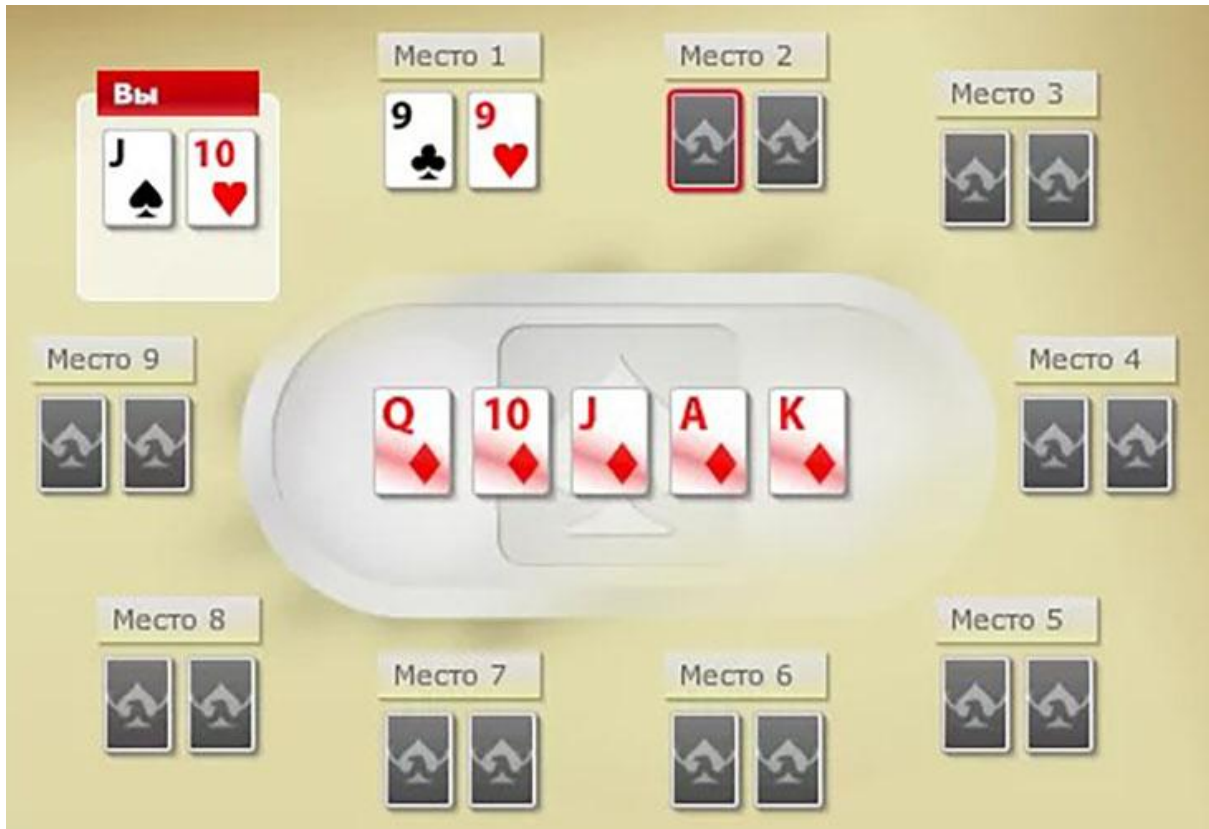 Место 1
Место 2
Вы
Место 3
9 9
J 10
Место 9
Место 4
Q 10 J A K
Место 8
Место 5
Место 7
Место 6